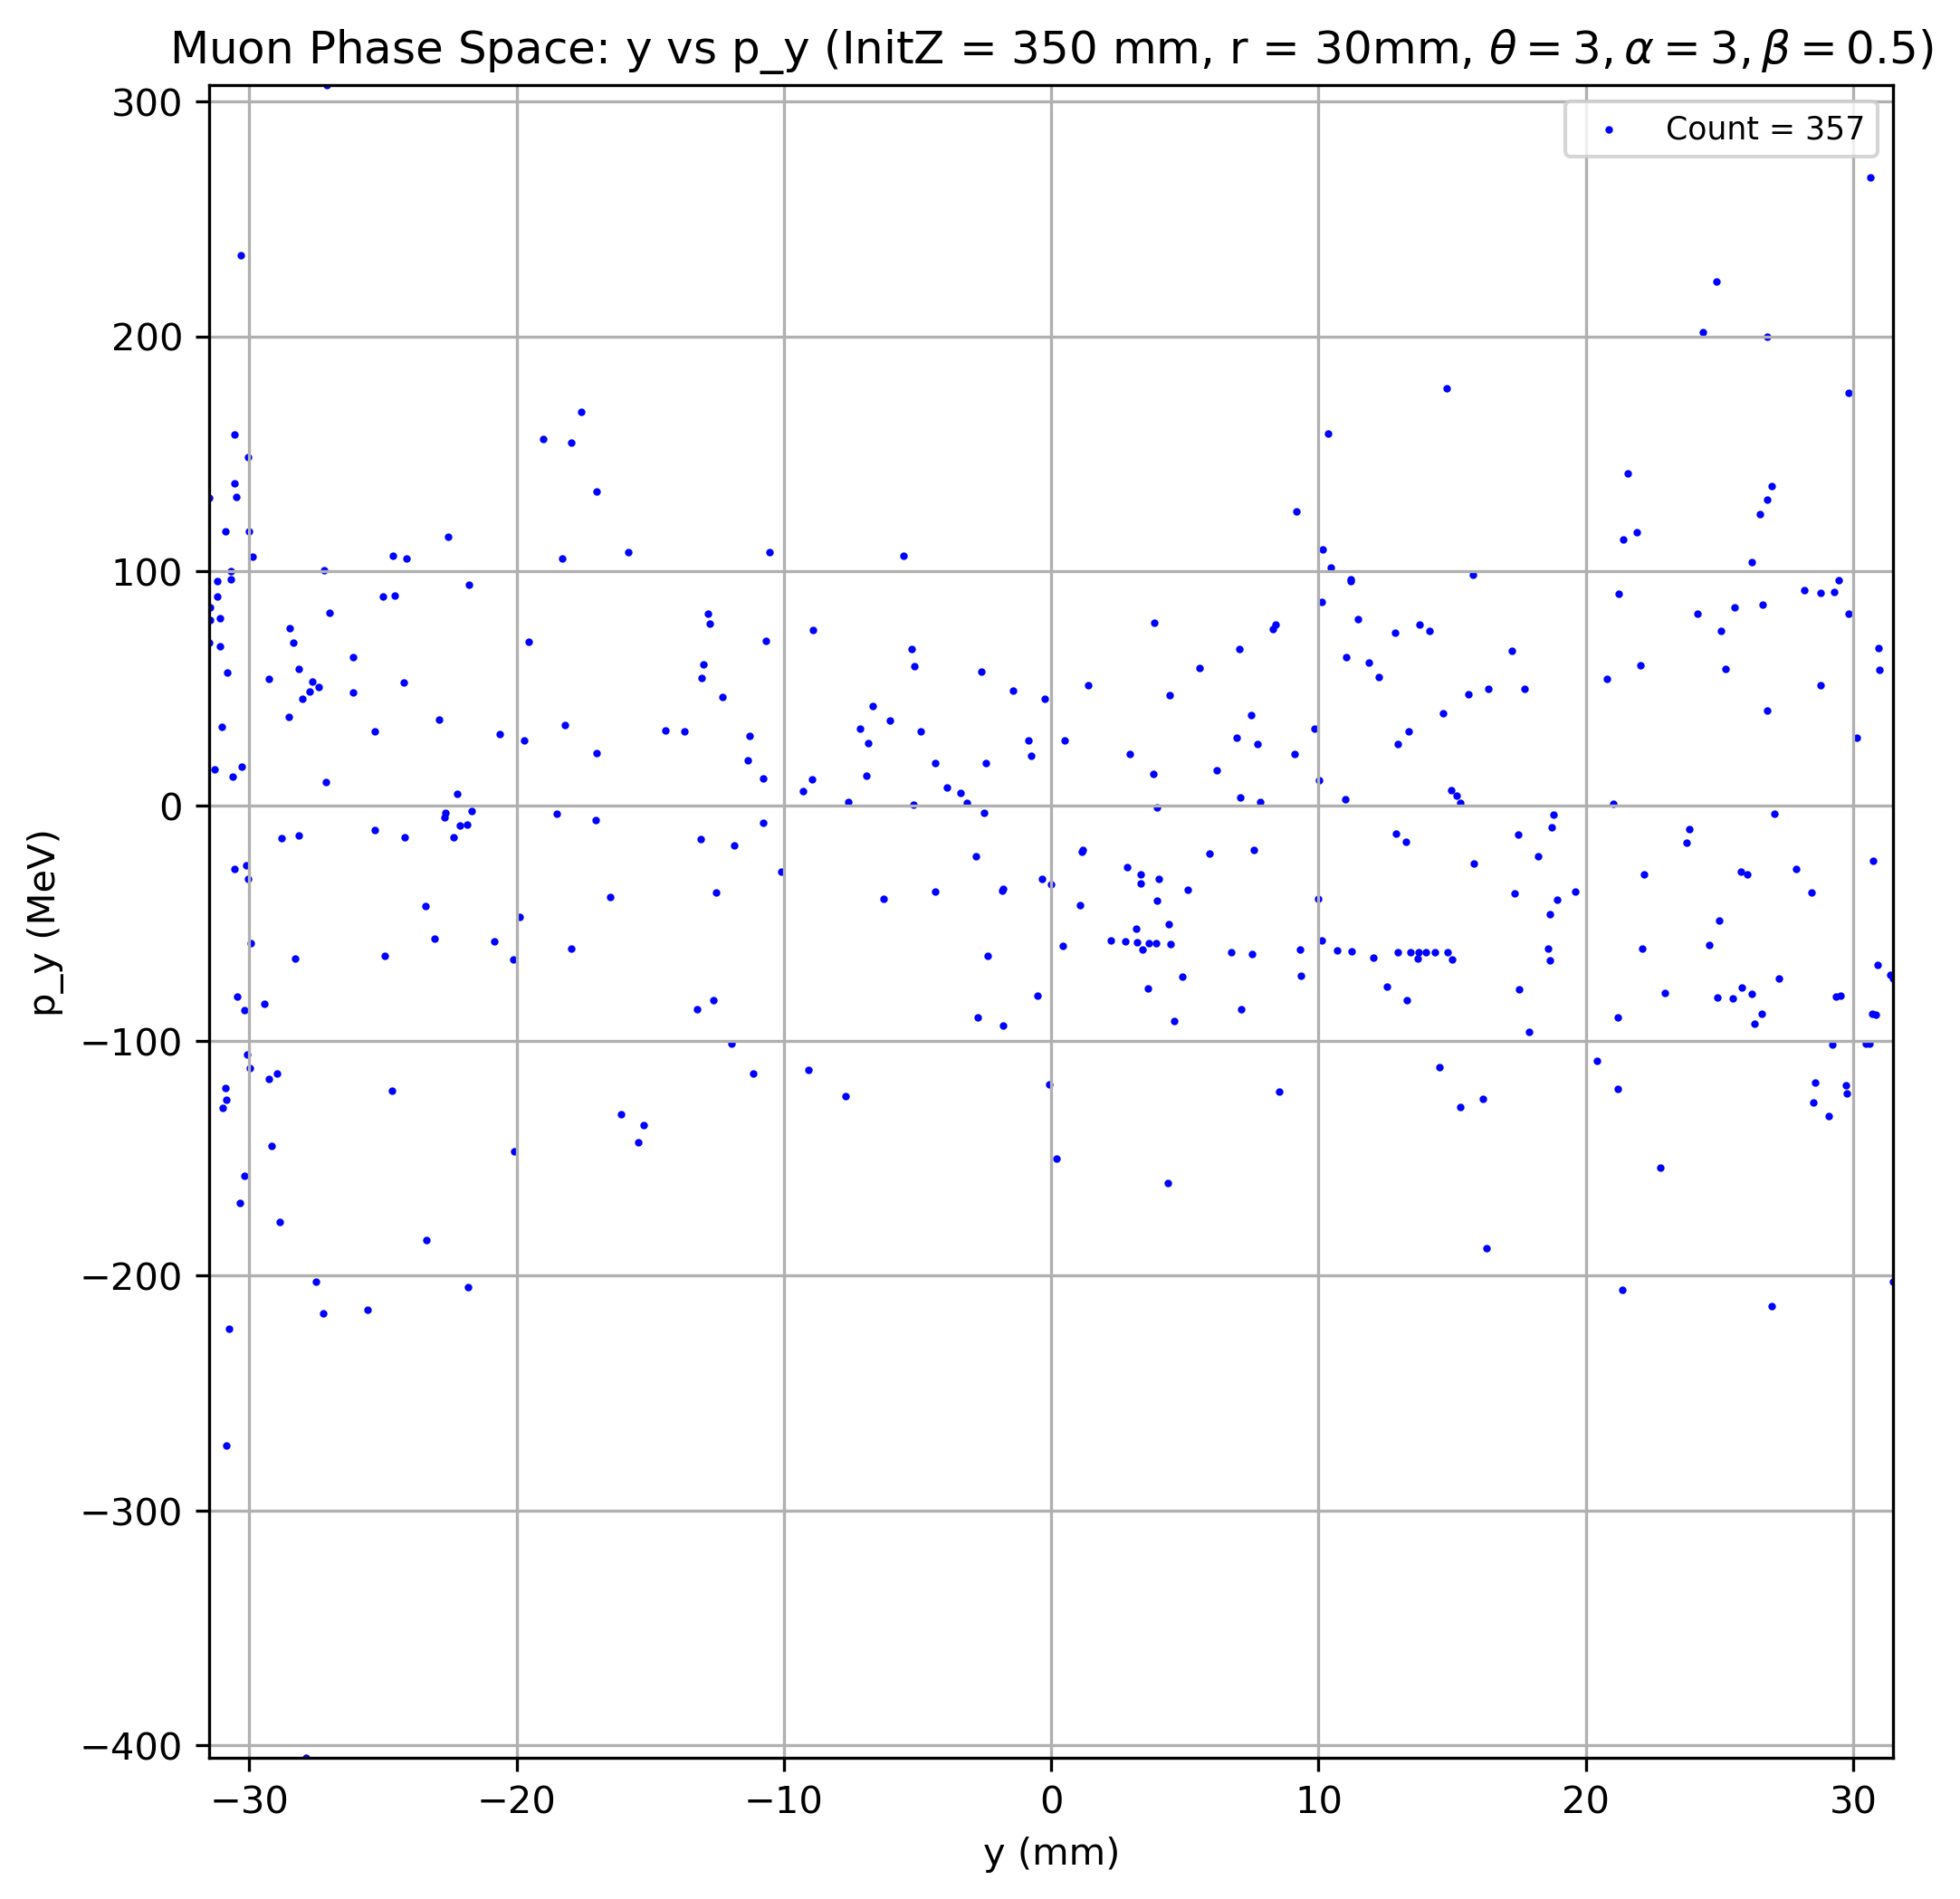 Muon Phase Space: y vs p_y (InitZ = 350 mm, r = 30mm, θ = 3, α = 3, β = 0.5)
Count = 357
300
200
100
0
−100
−200
−300
−400
p_y (MeV)
−30 −20 −10 0 10 20 30
y (mm)